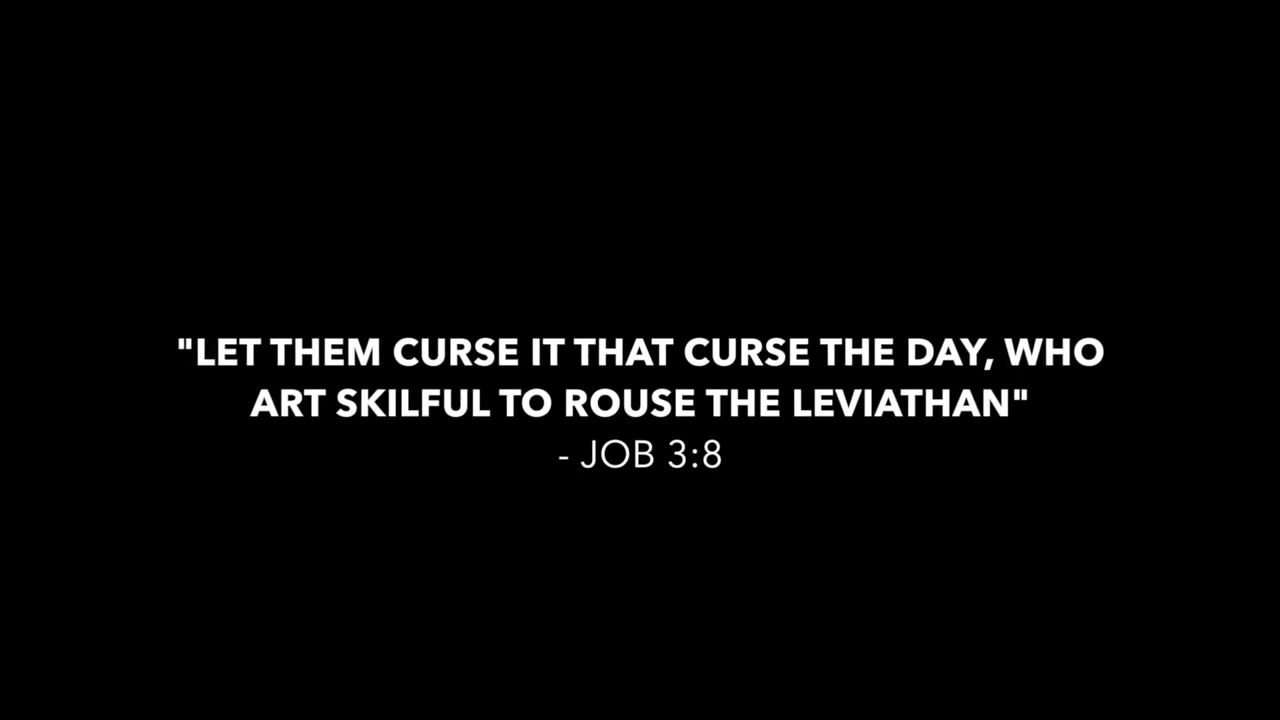 "LET THEM CURSE IT THAT CURSE THE DAY, WHO
ART SKILFUL TO ROUSE THE LEVIATHAN"
- JOB 3:8